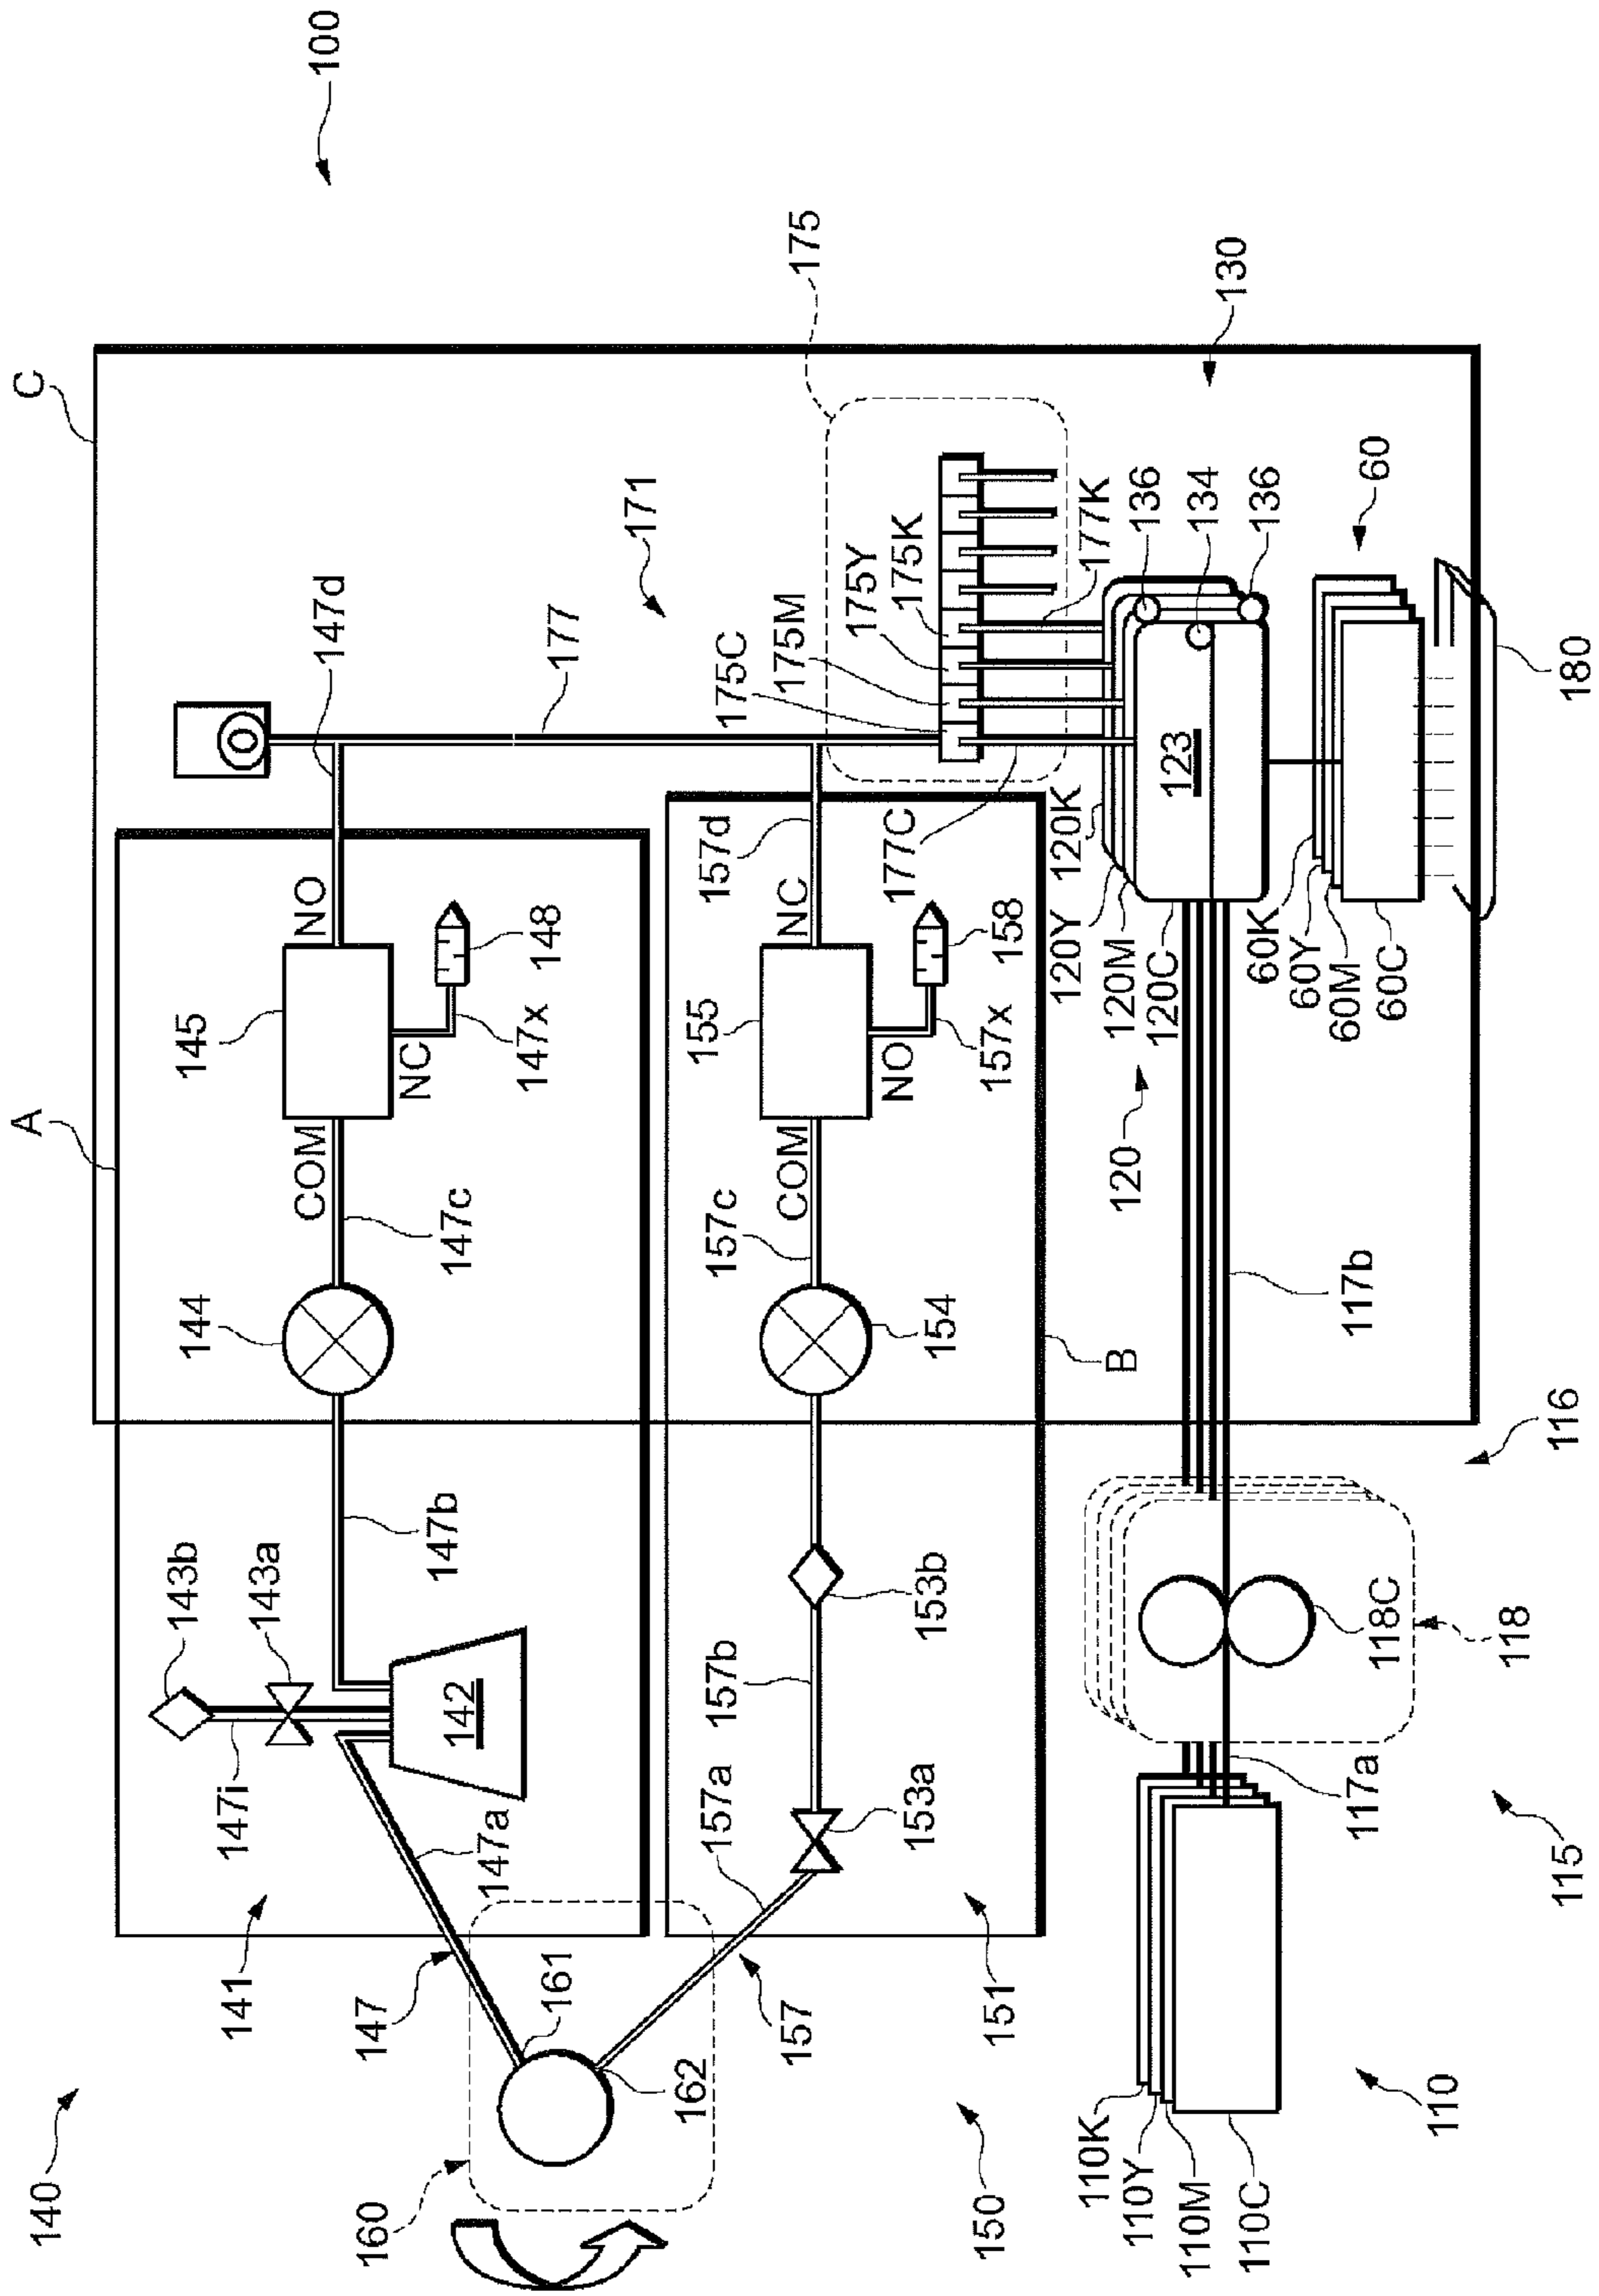 100
C
147d
177
171
175
130
A
145
NO
COM
NC
148
147x
144
147c
147b
143b
143a
147i
142
147a
141
147
161
162
160
140
175C
175M
175Y
175K
177K
136
134
136
60
157d
177C
155
NC
COM
NO
158
157x
157c
154
B
153b
157b
157a
153a
151
157
150
120K
120Y
120M
120C
120
123
60K
60Y
60M
60C
180
117b
116
118C
118
117a
115
110K
110Y
110M
110C
110